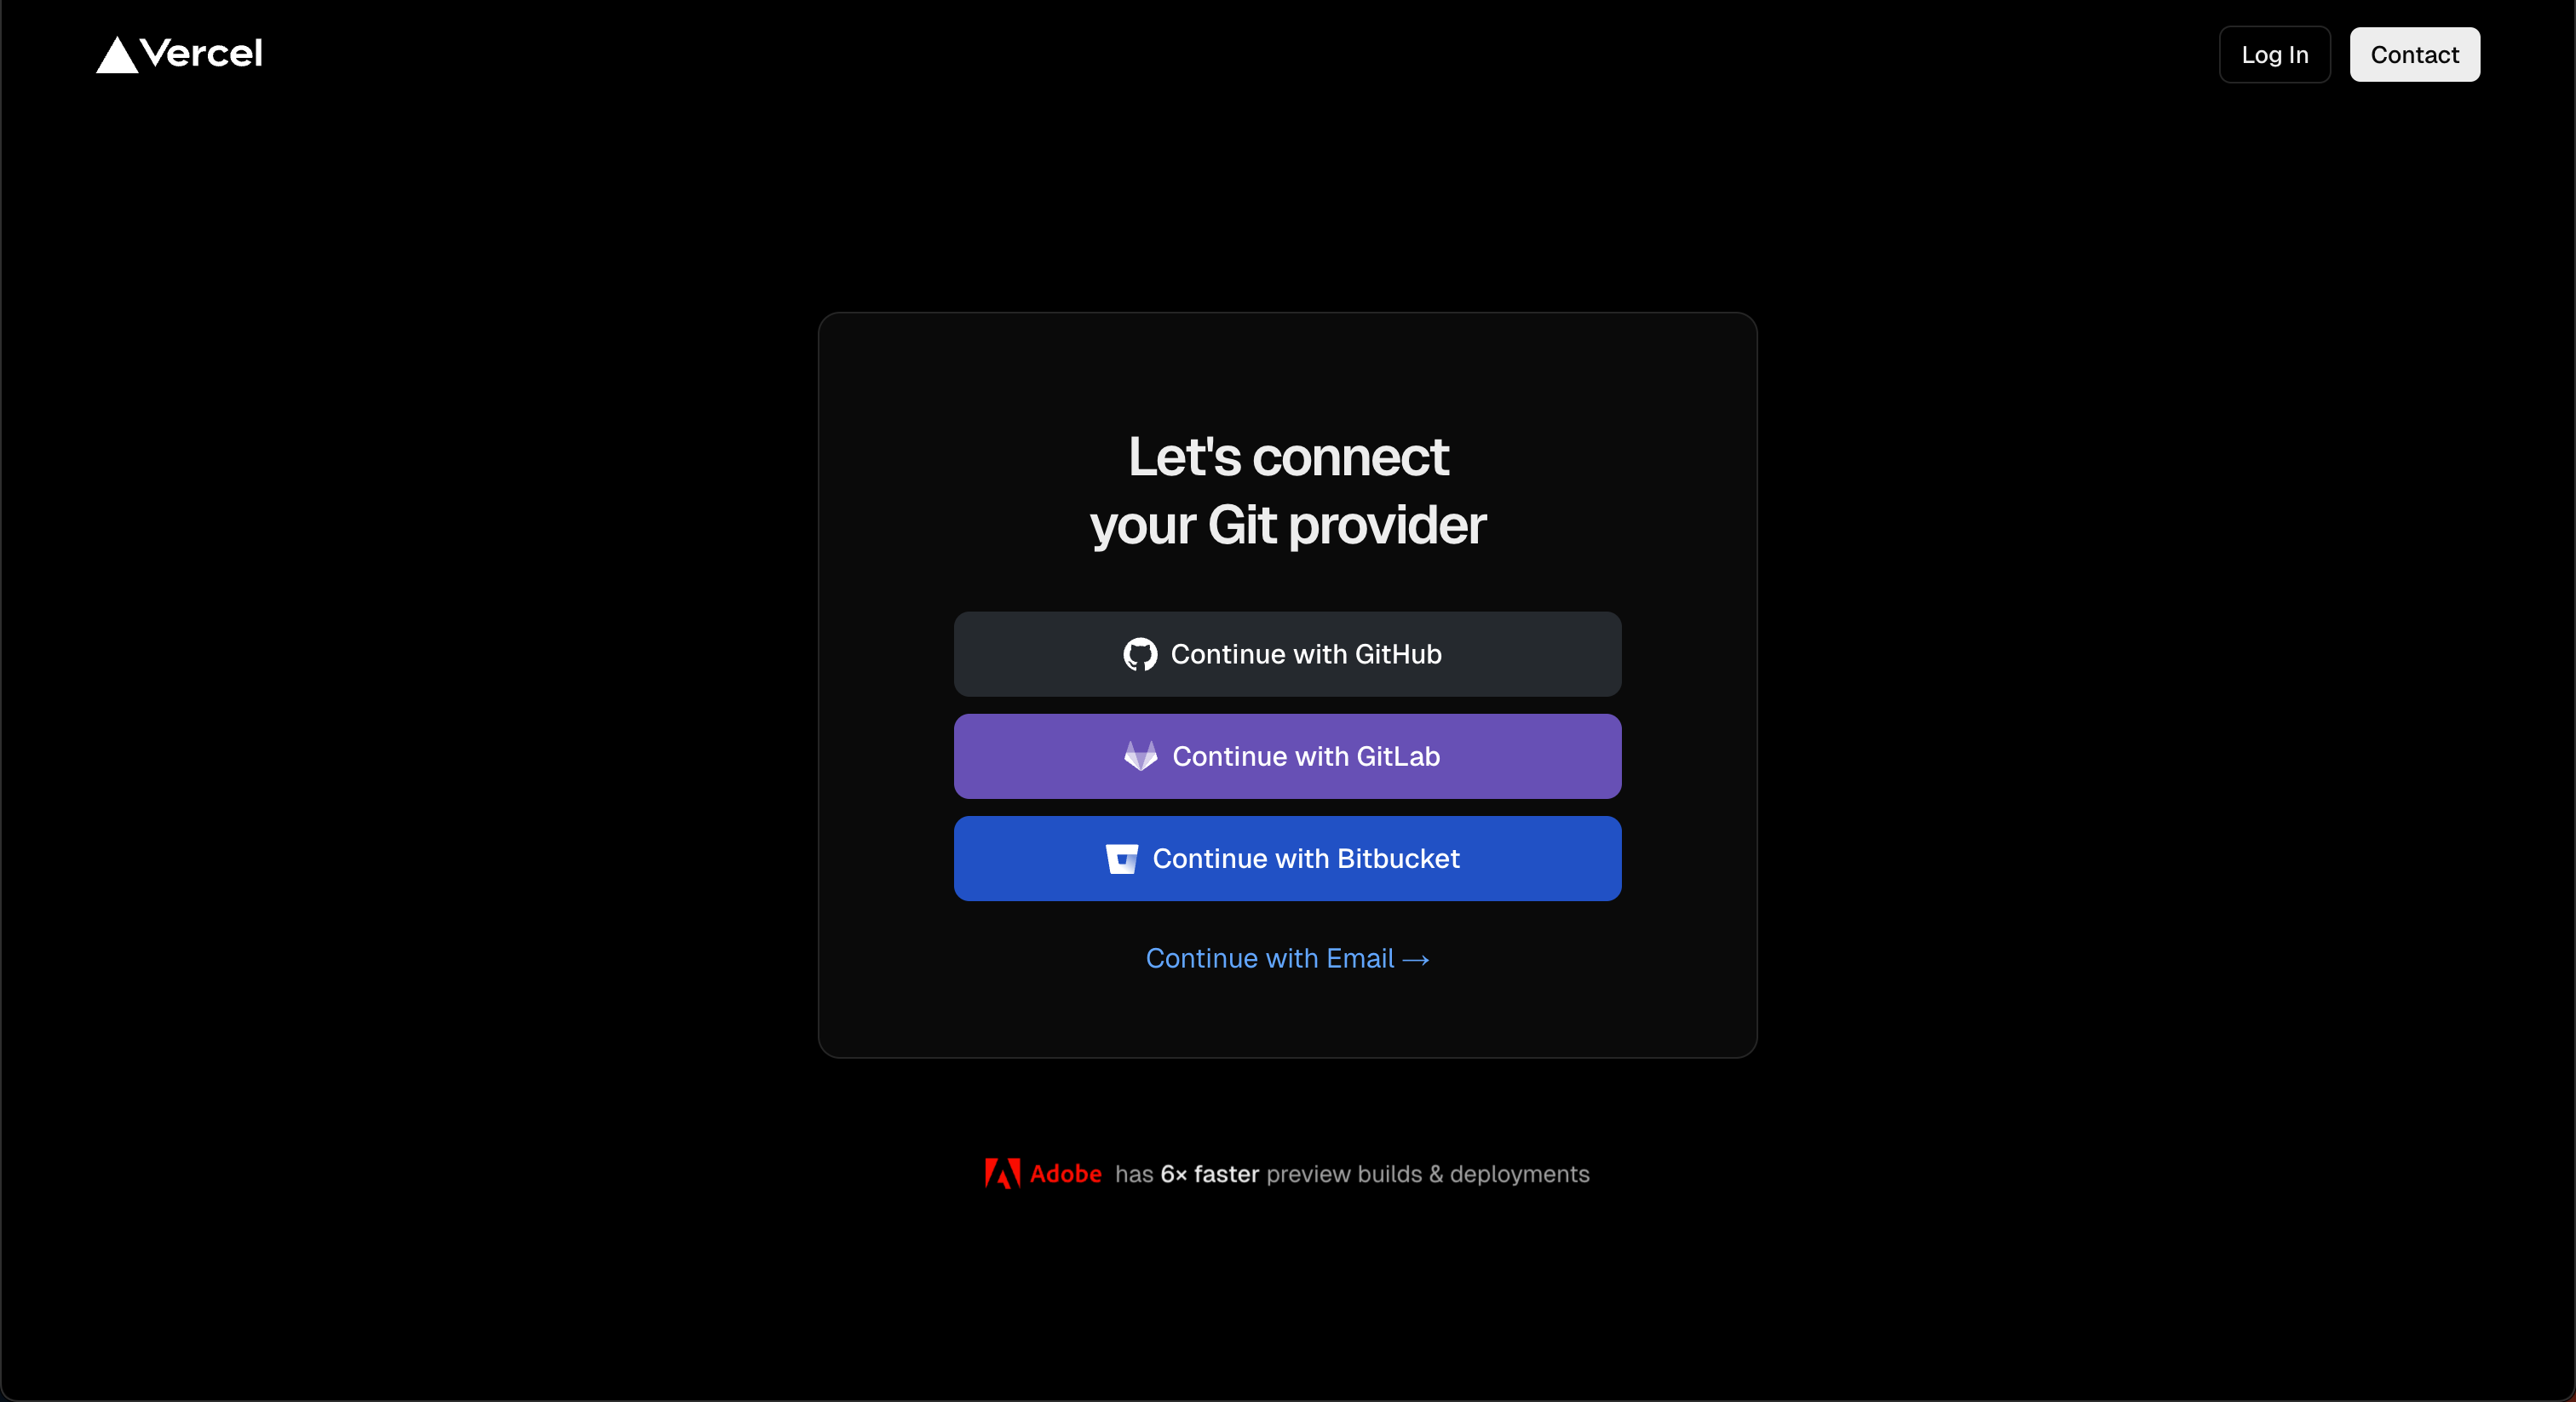 Vercel
Log In
Contact
Let's connect
your Git provider
Continue with GitHub
Continue with GitLab
Continue with Bitbucket
Continue with Email →
Adobe has 6× faster preview builds & deployments